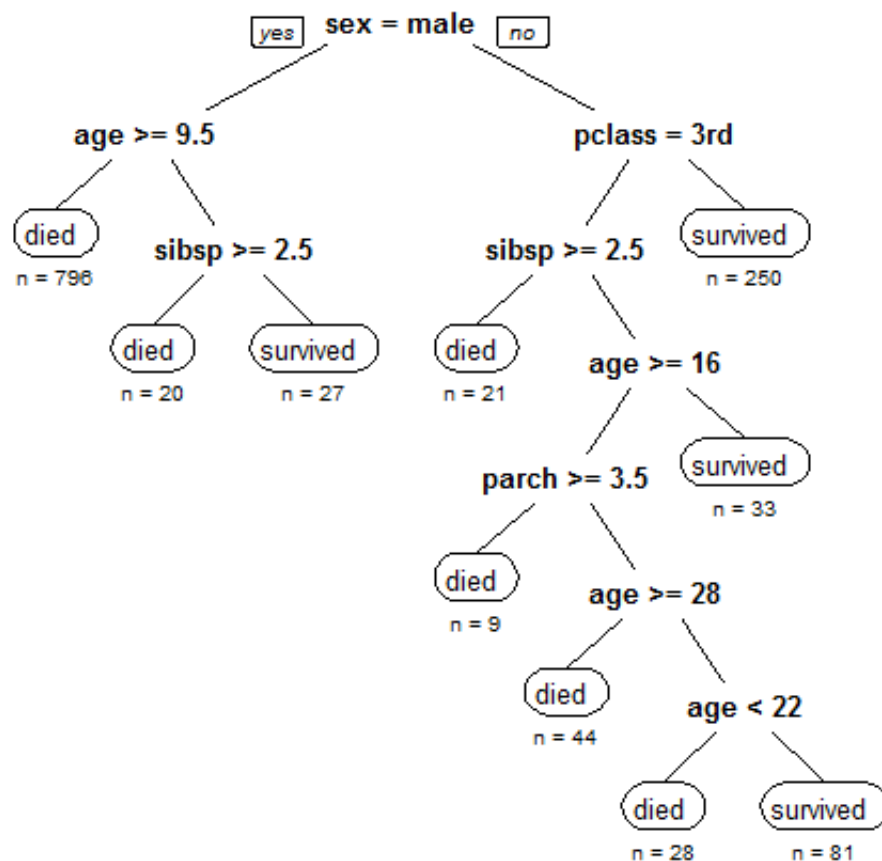 yes sex = male no
age >= 9.5 pclass = 3rd
died sibsp >= 2.5 sibsp >= 2.5 survived
n = 796 n = 250
died survived died age >= 16
n = 20 n = 27 n = 21
parch >= 3.5 survived
n = 33
died age >= 28
n = 9
died age < 22
n = 44
died survived
n = 28 n = 81